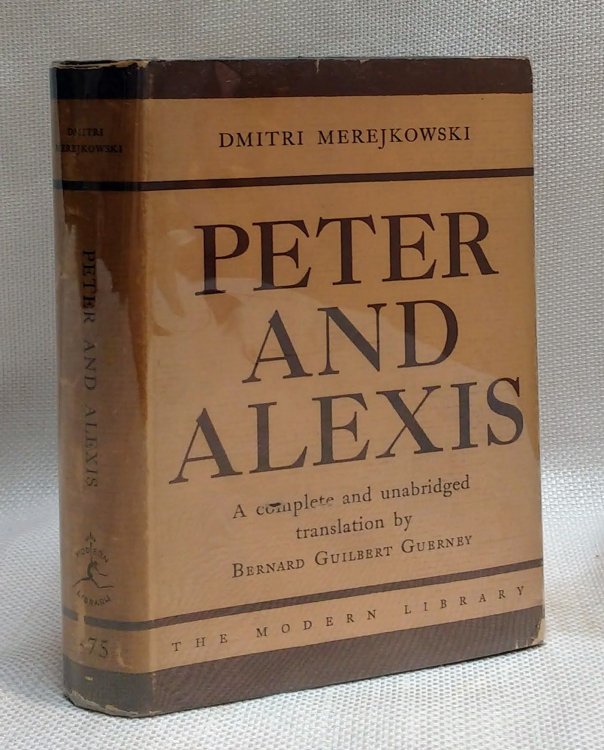 DMITRI MEREJKOWSKI
PETER
AND
ALEXIS
A complete and unabridged
translation by
BERNARD GUILBERT GUERNEY
THE MODERN LIBRARY
DMITRI
MEREJKOWSKI
PETER AND ALEXIS
MODERN
LIBRARY